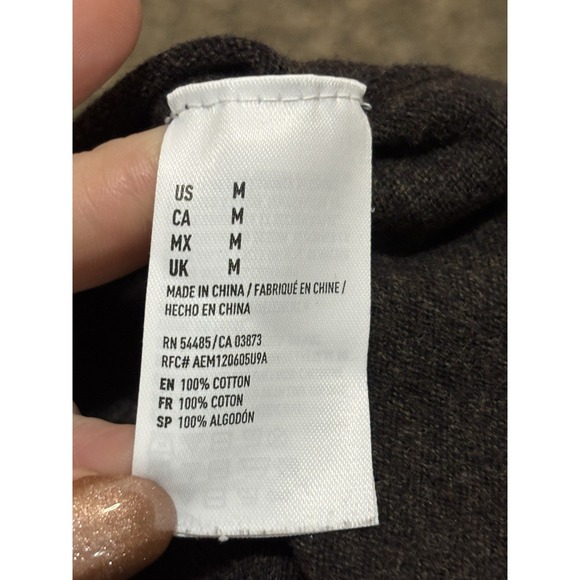 US M
CA M
MX M
UK M
MADE IN CHINA / FABRIQUÉ EN CHINE /
HECHO EN CHINA
RN 54485/CA 03873
RFC# AEM120605U9A
EN 100% COTTON
FR 100% COTON
SP 100% ALGODÓN